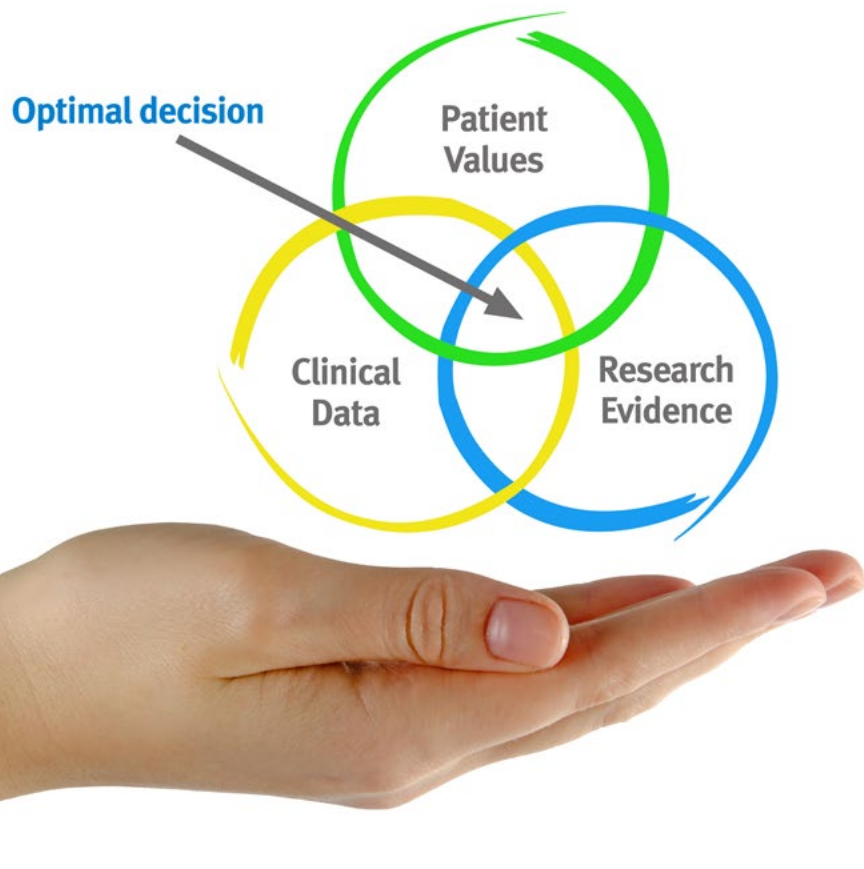 Optimal decision
Patient
Values
Clinical
Data
Research
Evidence